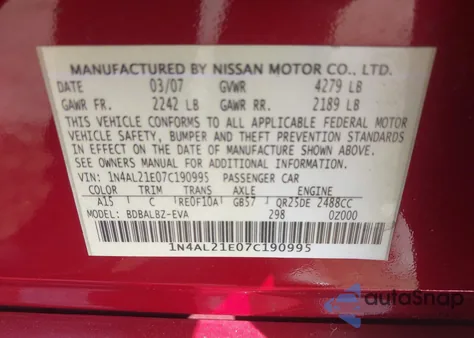 MANUFACTURED BY NISSAN MOTOR CO., LTD.
DATE 03/07 GVWR 4279 LB
GAWR FR. 2242 LB GAWR RR. 2189 LB
THIS VEHICLE CONFORMS TO ALL APPLICABLE FEDERAL MOTOR
VEHICLE SAFETY, BUMPER AND THEFT PREVENTION STANDARDS
IN EFFECT ON THE DATE OF MANUFACTURE SHOWN ABOVE.
SEE OWNERS MANUAL FOR ADDITIONAL INFORMATION.
VIN: 1N4AL21E07C190995 PASSENGER CAR
COLOR TRIM TRANS AXLE ENGINE
A15 C RE0F10A GB57 QR25DE 2488CC
MODEL: BDBALBZ-EVA 298 0Z000
1N4AL21E07C190995
autoSnap